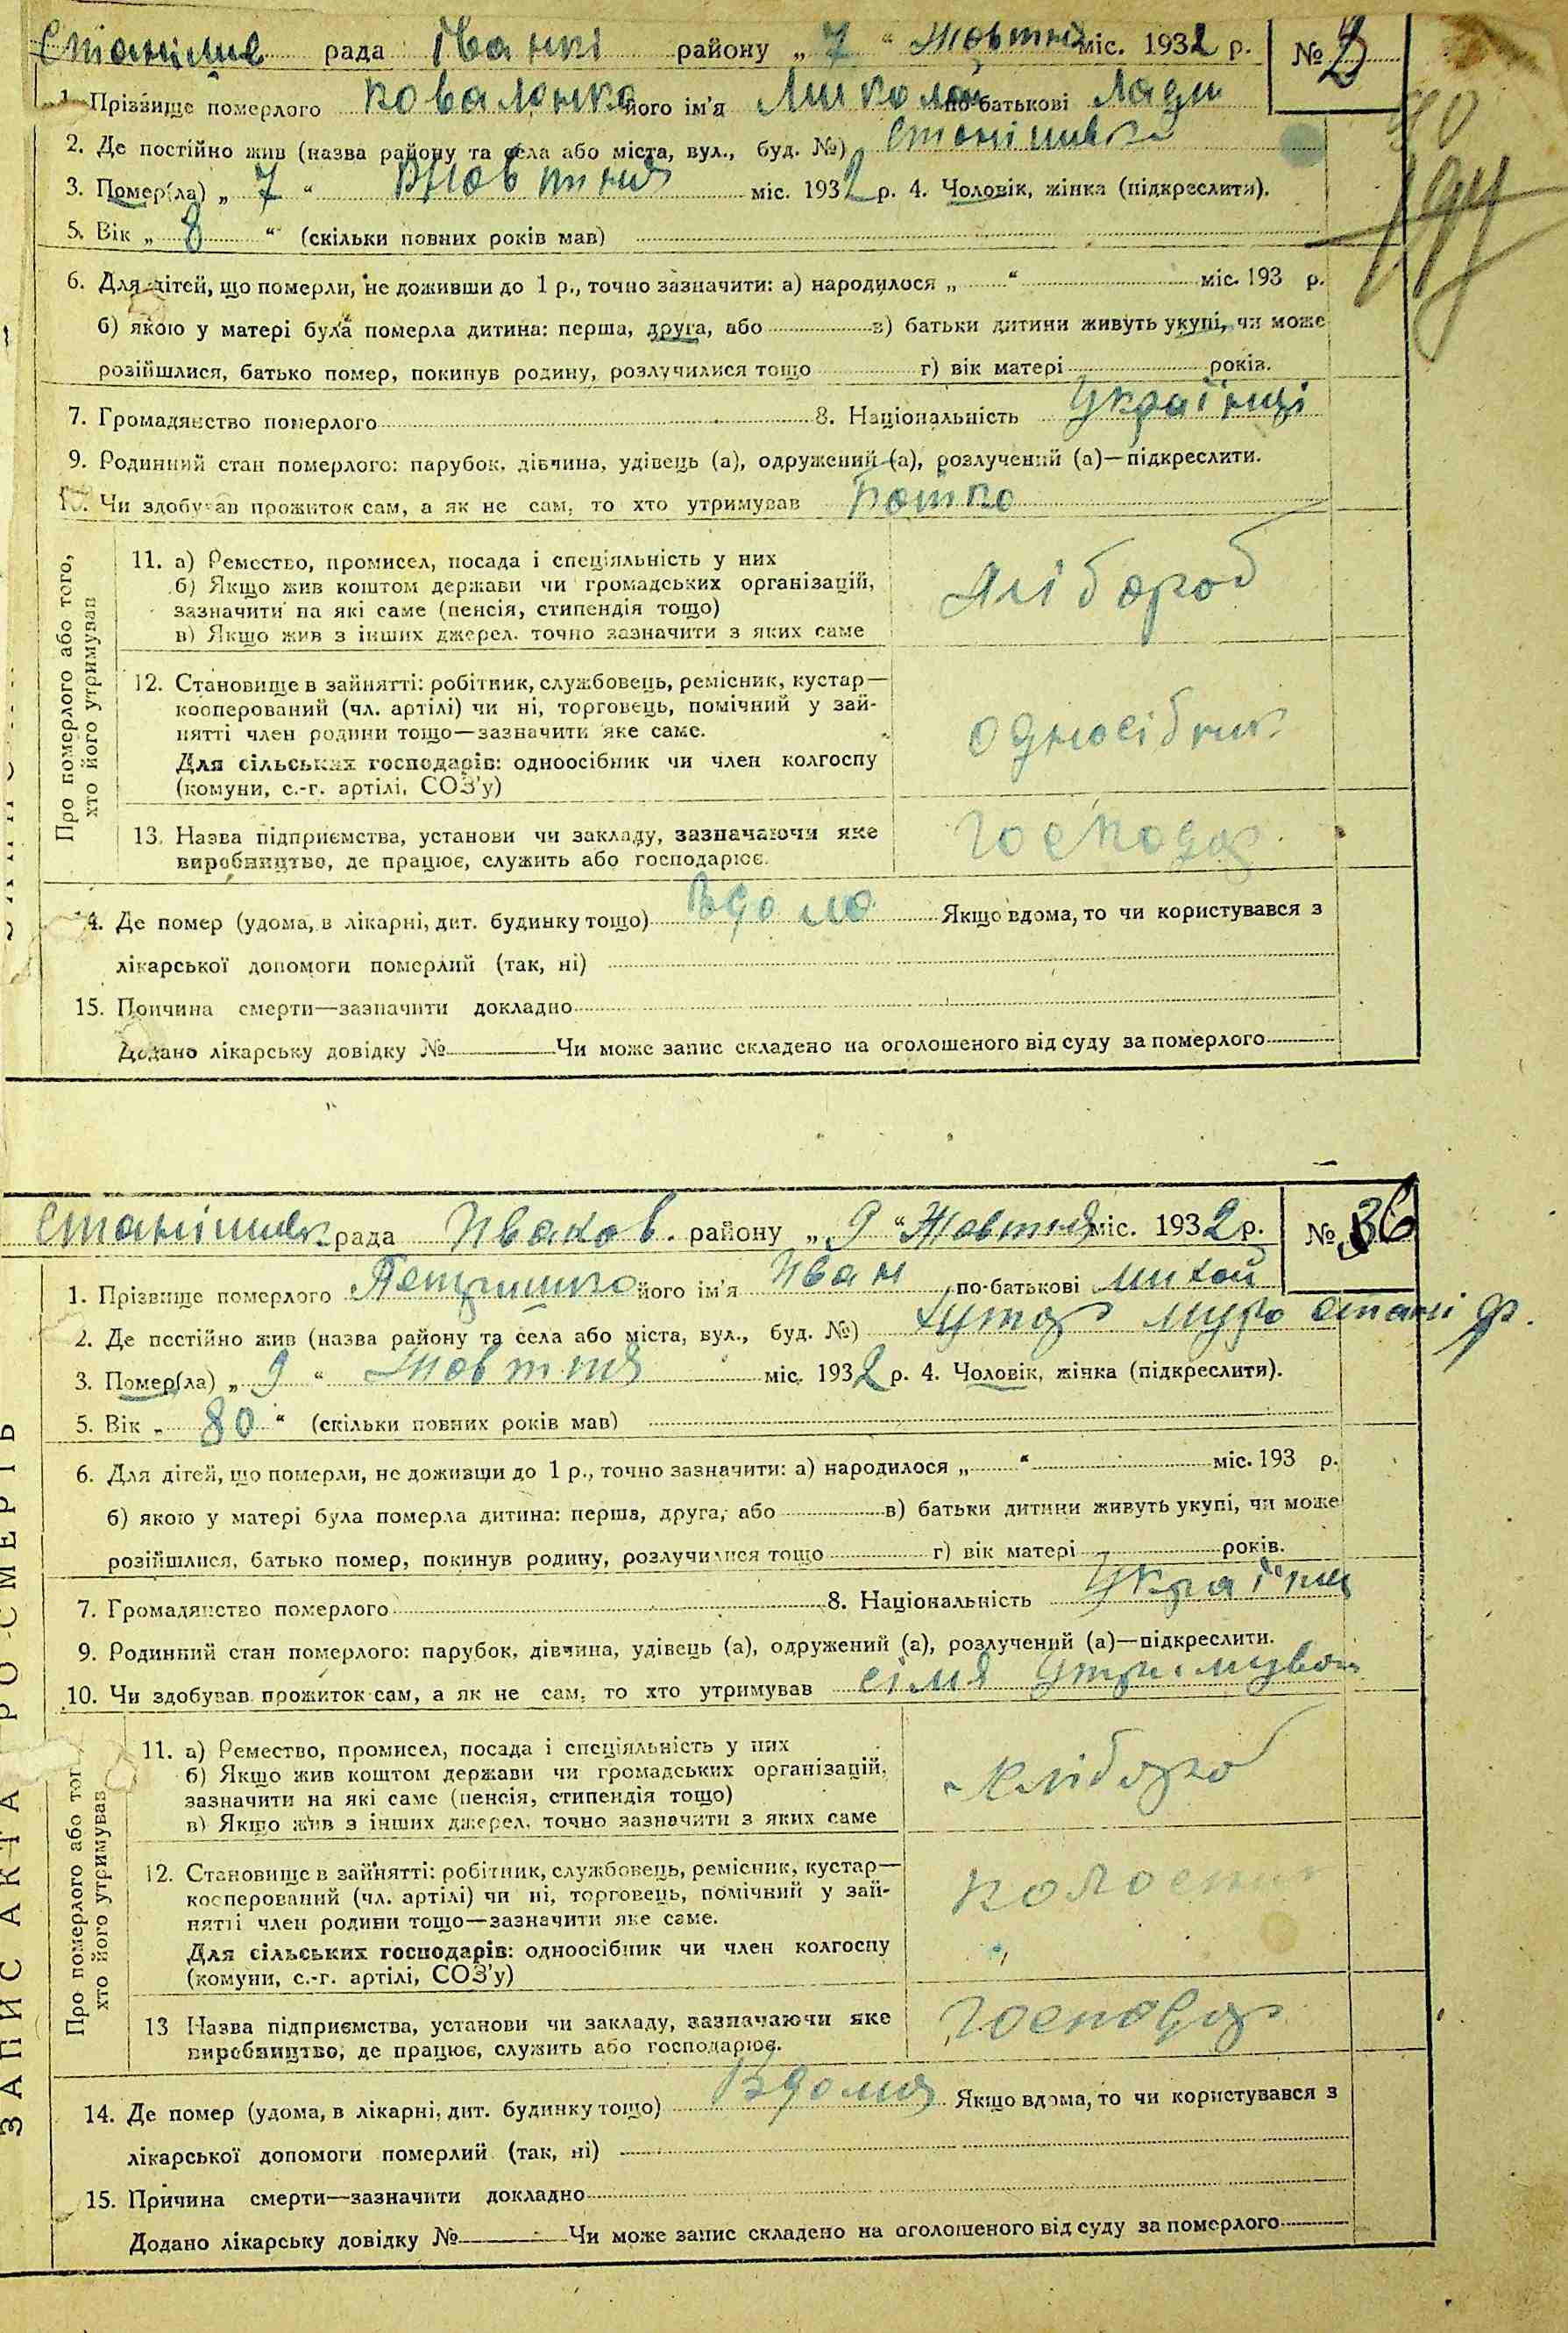 Станішив рада Іванкі району „ 7 “ Жовтня міс. 1932 р. №
1. Прізвище померлого Коваленко його ім'я Миколай по-батькові
2. Де постійно жив (назва району та села або міста, вул., буд. №) Станішивка
3. Помер(ла) „ 7 “ Жовтня міс. 1932 р. 4. Чоловік, жінка (підкреслити).
5. Вік „ 8 “ (скільки повних років мав)
6. Для дітей, що померли, не доживши до 1 р., точно зазначити: а) народилося „ “ міс. 193 р.
б) якою у матері була померла дитина: перша, друга, або в) батьки дитини живуть укупі, чи може
розійшлися, батько помер, покинув родину, розлучилися тощо г) вік матері років.
7. Громадянство померлого 8. Національність Українці
9. Родинний стан померлого: парубок, дівчина, удівець (а), одружений (а), розлучений (а)—підкреслити.
10. Чи здобував прожиток сам, а як не сам, то хто утримував Батко
Про померлого або того, хто його утримував
11. а) Ремество, промисел, посада і спеціяльність у них
б) Якщо жив коштом держави чи громадських організацій,
зазначити на які саме (пенсія, стипендія тощо)
в) Якщо жив з інших джерел, точно зазначити з яких саме
Хлібороб
12. Становище в зайнятті: робітник, службовець, ремісник, кустар—
кооперований (чл. артілі) чи ні, торговець, помічний у зай-
нятті член родини тощо—зазначити яке саме.
Для сільських господарів: одноосібник чи член колгоспу
(комуни, с.-г. артілі, СОЗ'у)
одноосібник
13. Назва підприємства, установи чи закладу, зазначаючи яке
виробництво, де працює, служить або господарює.
Господар
14. Де помер (удома, в лікарні, дит. будинку тощо) Вдома Якщо вдома, то чи користувався з
лікарської допомоги померлий (так, ні)
15. Причина смерти—зазначити докладно
Додано лікарську довідку № Чи може запис складено на оголошеного від суду за померлого
Станішивк рада Иванков. району „ 9 “ Жовтня міс. 1932 р. № 36
1. Прізвище померлого його ім'я Иван по-батькові Михай
2. Де постійно жив (назва району та села або міста, вул., буд. №) Хутор
3. Помер(ла) „ 9 “ Жовтня міс. 1932 р. 4. Чоловік, жінка (підкреслити).
5. Вік „ 80 “ (скільки повних років мав)
6. Для дітей, що померли, не доживши до 1 р., точно зазначити: а) народилося „ “ міс. 193 р.
б) якою у матері була померла дитина: перша, друга, або в) батьки дитини живуть укупі, чи може
розійшлися, батько помер, покинув родину, розлучилися тощо г) вік матері років.
7. Громадянство померлого 8. Національність Україн
9. Родинний стан померлого: парубок, дівчина, удівець (а), одружений (а), розлучений (а)—підкреслити.
10. Чи здобував прожиток сам, а як не сам, то хто утримував сімя утримував
Про померлого або того, хто його утримував
11. а) Ремество, промисел, посада і спеціяльність у них
б) Якщо жив коштом держави чи громадських організацій,
зазначити на які саме (пенсія, стипендія тощо)
в) Якщо жив з інших джерел, точно зазначити з яких саме
Хлібороб
12. Становище в зайнятті: робітник, службовець, ремісник, кустар—
кооперований (чл. артілі) чи ні, торговець, помічний у зай-
нятті член родини тощо—зазначити яке саме.
Для сільських господарів: одноосібник чи член колгоспу
(комуни, с.-г. артілі, СОЗ'у)
13 Назва підприємства, установи чи закладу, зазначаючи яке
виробництво, де працює, служить або господарює.
Господар
14. Де помер (удома, в лікарні, дит. будинку тощо) Вдома Якщо вдома, то чи користувався з
лікарської допомоги померлий (так, ні)
15. Причина смерти—зазначити докладно
Додано лікарську довідку № Чи може запис складено на оголошеного від суду за померлого